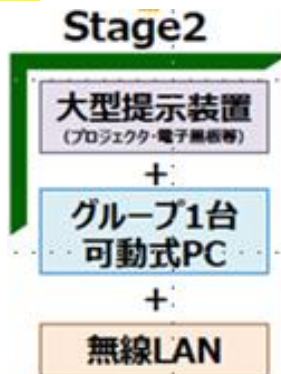 Stage2
大型提示装置
(プロジェクタ・電子黒板等)
+
グループ1台
可動式PC
+
無線LAN